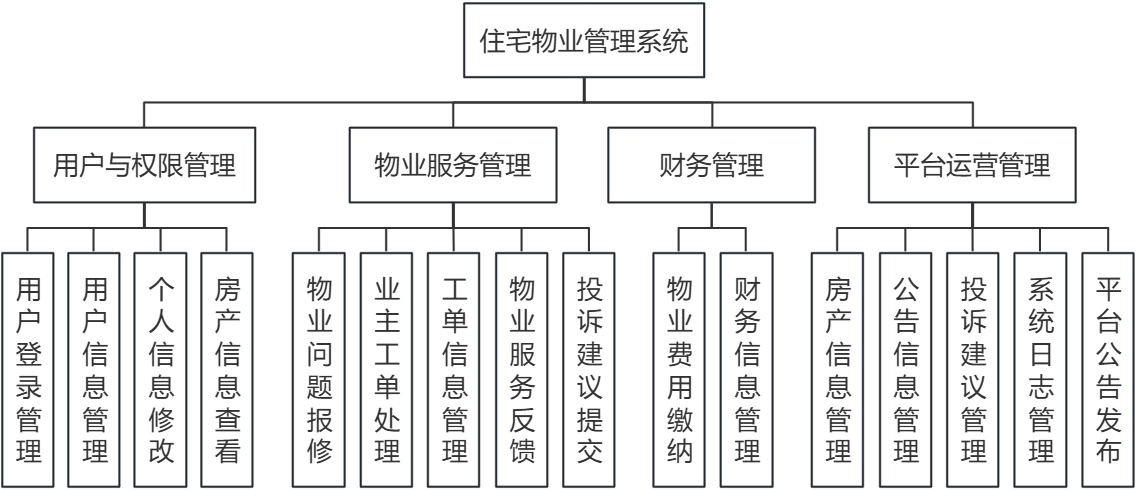 住宅物业管理系统
用户与权限管理
物业服务管理
财务管理
平台运营管理
用户登录管理
用户信息管理
个人信息修改
房产信息查看
物业问题报修
业主工单处理
工单信息管理
物业服务反馈
投诉建议提交
物业费用缴纳
财务信息管理
房产信息管理
公告信息管理
投诉建议管理
系统日志管理
平台公告发布